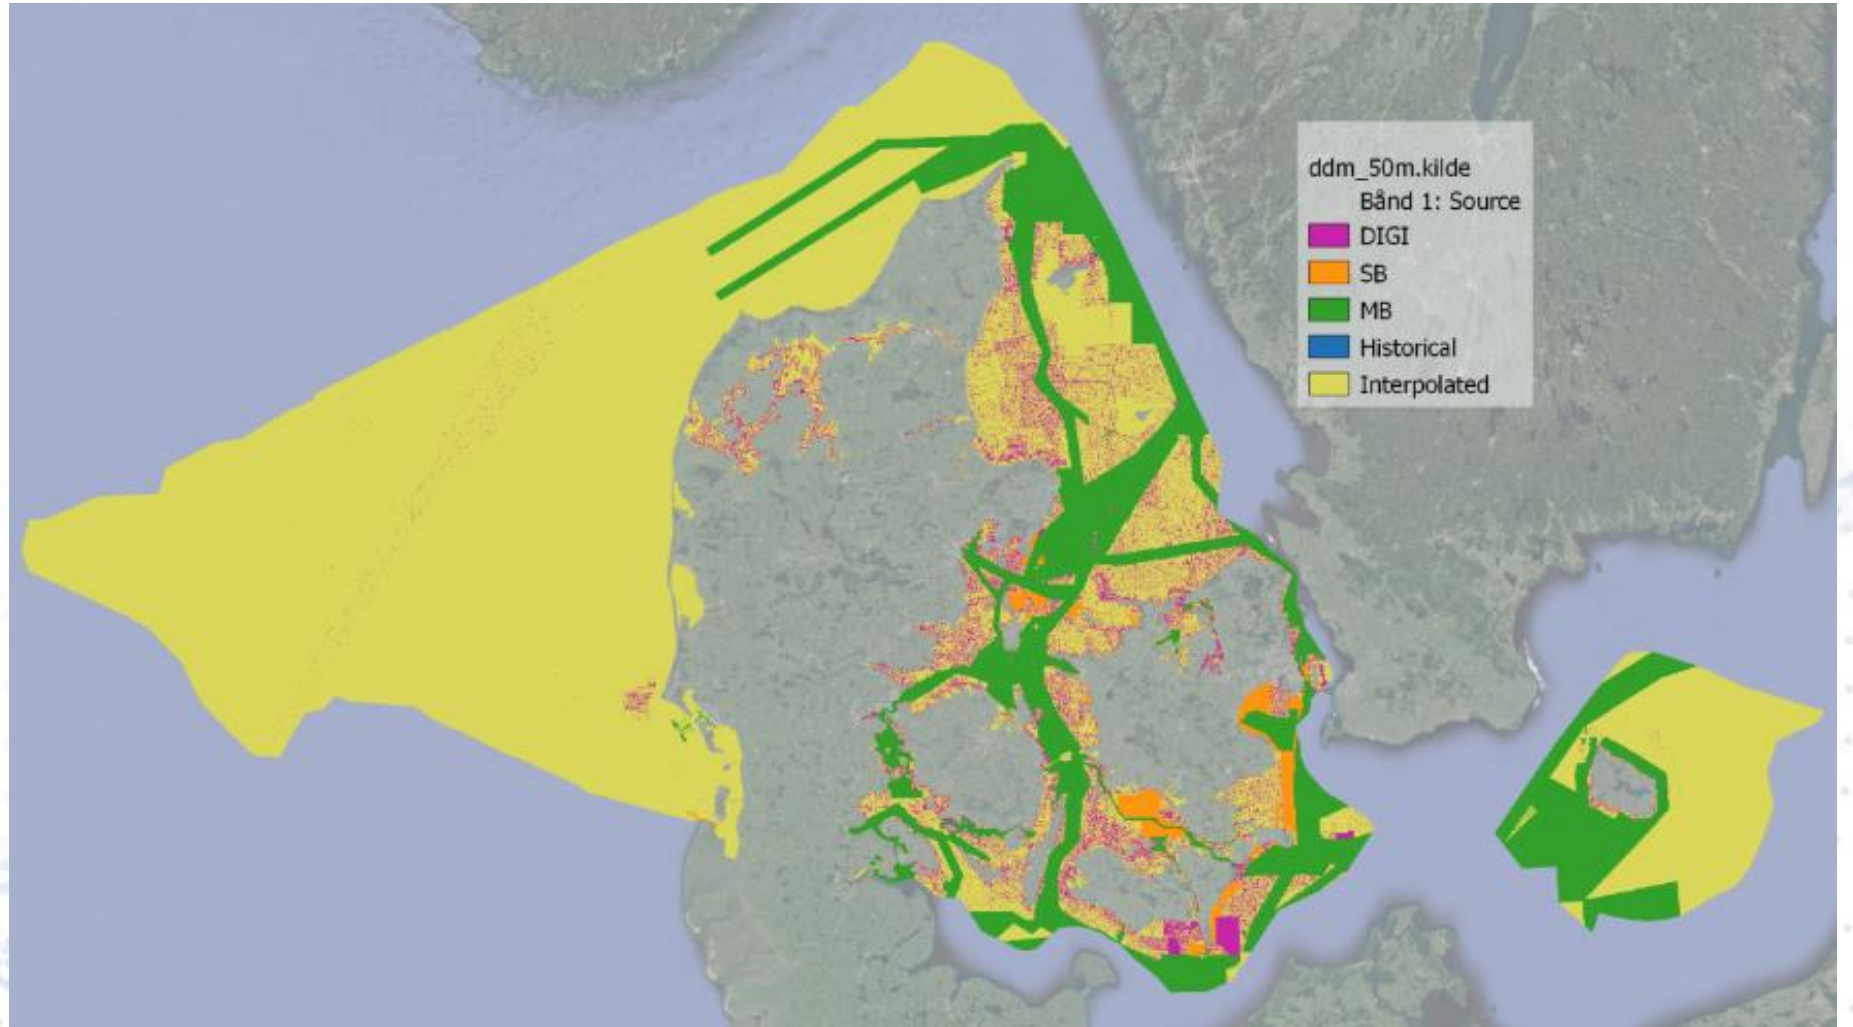 ddm_50m.kilde
Bånd 1: Source
DIGI
SB
MB
Historical
Interpolated